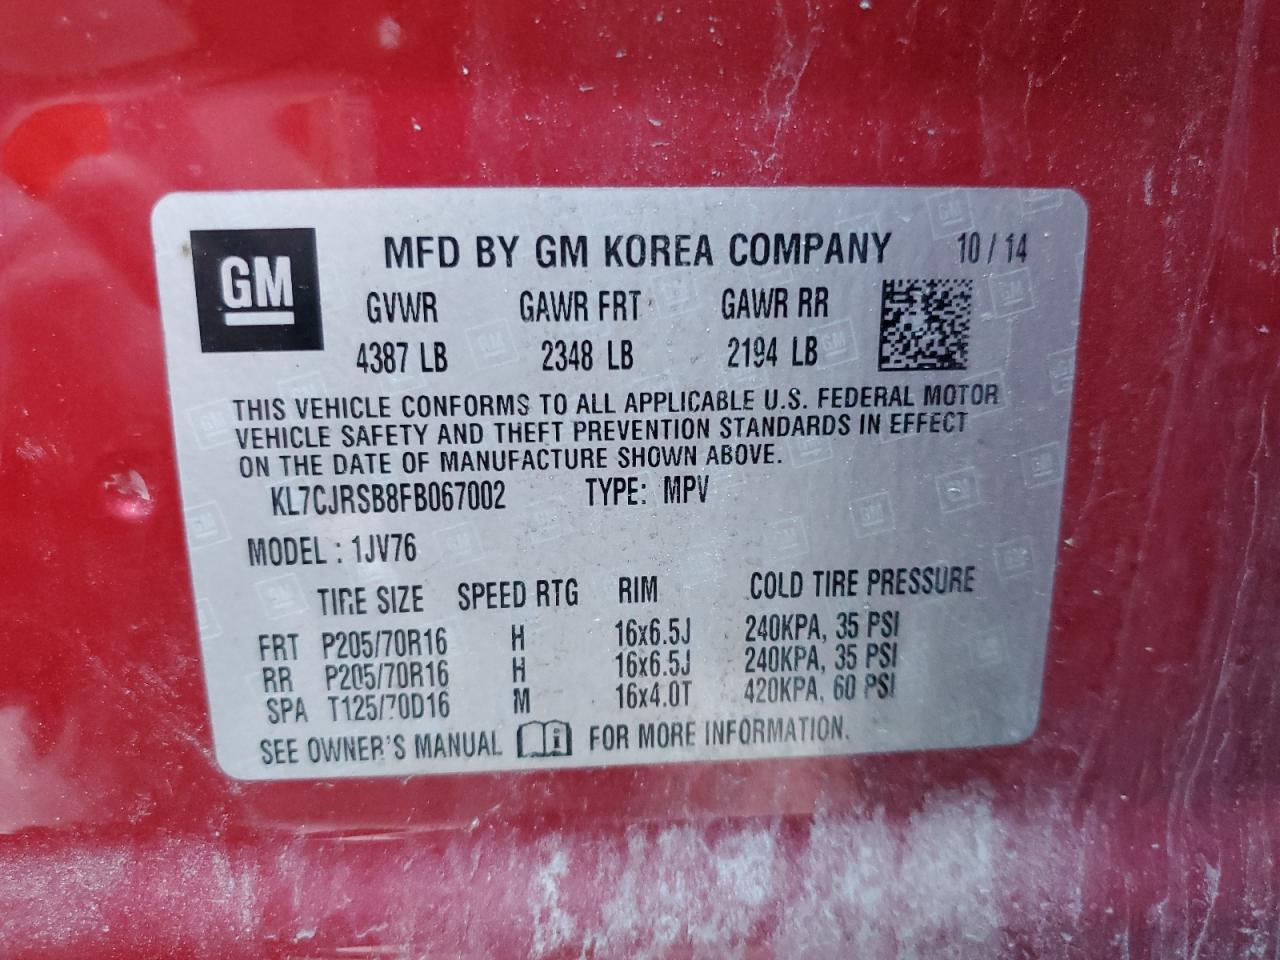 GM
MFD BY GM KOREA COMPANY 10 / 14
GVWR GAWR FRT GAWR RR
4387 LB 2348 LB 2194 LB
THIS VEHICLE CONFORMS TO ALL APPLICABLE U.S. FEDERAL MOTOR
VEHICLE SAFETY AND THEFT PREVENTION STANDARDS IN EFFECT
ON THE DATE OF MANUFACTURE SHOWN ABOVE.
KL7CJRSB8FB067002 TYPE: MPV
MODEL : 1JV76
TIRE SIZE SPEED RTG RIM COLD TIRE PRESSURE
FRT P205/70R16 H 16x6.5J 240KPA, 35 PSI
RR P205/70R16 H 16x6.5J 240KPA, 35 PSI
SPA T125/70D16 M 16x4.0T 420KPA, 60 PSI
SEE OWNER'S MANUAL FOR MORE INFORMATION.